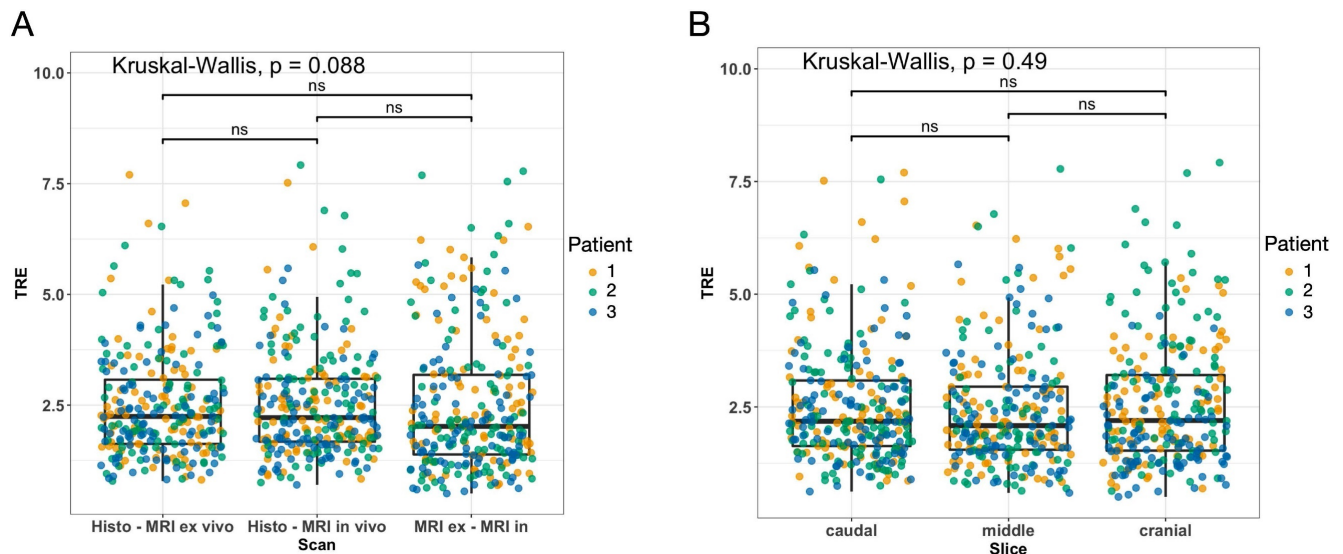 A
Kruskal-Wallis, p = 0.088
10.0
7.5
5.0
2.5
TRE
ns
ns
ns
Histo - MRI ex vivo
Histo - MRI in vivo
MRI ex - MRI in
Scan
Patient
1
2
3
B
Kruskal-Wallis, p = 0.49
10.0
7.5
5.0
2.5
TRE
ns
ns
ns
caudal
middle
cranial
Slice
Patient
1
2
3